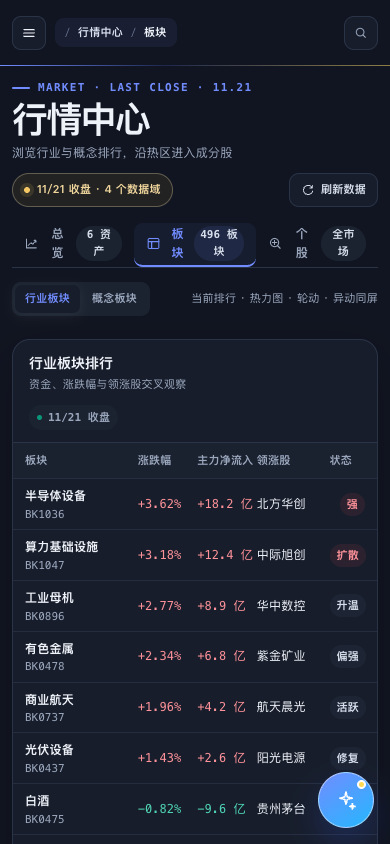 / 行情中心 / 板块
MARKET · LAST CLOSE · 11.21
行情中心
浏览行业与概念排行，沿热区进入成分股
11/21 收盘 · 4 个数据域
刷新数据
总览 6 资产
板块 496 板块
个股 全市场
行业板块 概念板块
当前排行 · 热力图 · 轮动 · 异动同屏
行业板块排行
资金、涨跌幅与领涨股交叉观察
11/21 收盘
板块 涨跌幅 主力净流入 领涨股 状态
半导体设备 +3.62% +18.2 亿 北方华创 强
BK1036
算力基础设施 +3.18% +12.4 亿 中际旭创 扩散
BK1047
工业母机 +2.77% +8.9 亿 华中数控 升温
BK0896
有色金属 +2.34% +6.8 亿 紫金矿业 偏强
BK0478
商业航天 +1.96% +4.2 亿 航天晨光 活跃
BK0737
光伏设备 +1.43% +2.6 亿 阳光电源 修复
BK0437
白酒 -0.82% -9.6 亿 贵州茅台
BK0475